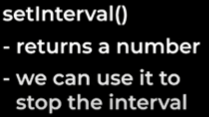 setInterval()
- returns a number
- we can use it to
stop the interval